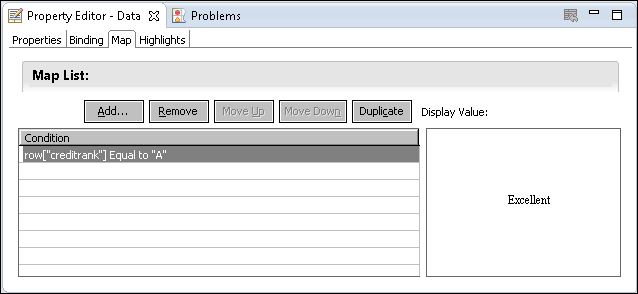 Property Editor - Data Problems
Properties Binding Map Highlights
Map List:
Add... Remove Move Up Move Down Duplicate Display Value:
Condition
row["creditrank"] Equal to "A"
Excellent